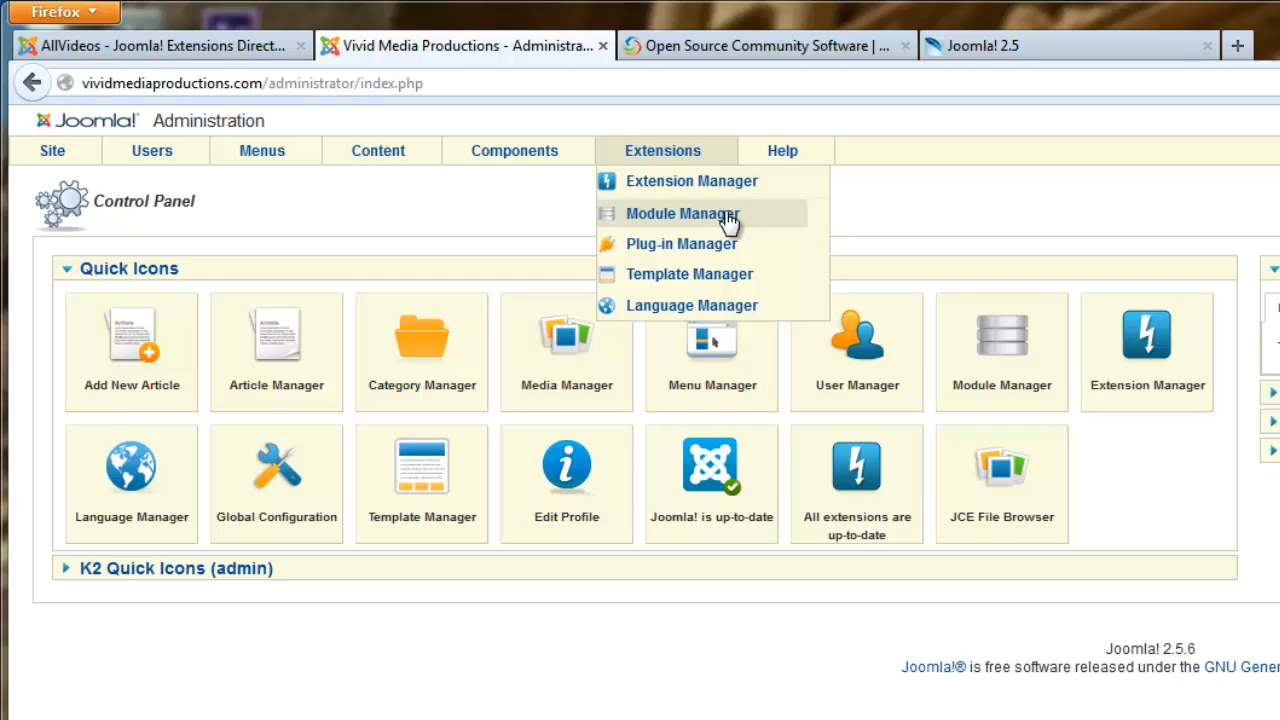 Firefox
AllVideos - Joomla! Extensions Direct...
Vivid Media Productions - Administra...
Open Source Community Software | ...
Joomla! 2.5
vividmediaproductions.com/administrator/index.php
Joomla! Administration
Site Users Menus Content Components Extensions Help
Extension Manager
Control Panel
Module Manager
Plug-in Manager
Template Manager
Language Manager
Quick Icons
Add New Article
Article Manager
Category Manager
Media Manager
Menu Manager
User Manager
Module Manager
Extension Manager
Language Manager
Global Configuration
Template Manager
Edit Profile
Joomla! is up-to-date
All extensions are
up-to-date
JCE File Browser
K2 Quick Icons (admin)
Joomla! 2.5.6
Joomla!® is free software released under the GNU Gener